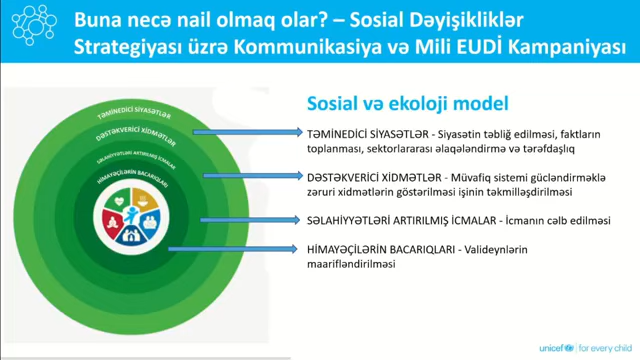 Buna necə nail olmaq olar? – Sosial Dəyişikliklər
Strategiyası üzrə Kommunikasiya və Mili EUDİ Kampaniyası
Sosial və ekoloji model
TƏMİNEDİCİ SİYASƏTLƏR
DƏSTƏKVERİCİ XİDMƏTLƏR
SƏLAHİYYƏTLƏRİ ARTIRILMIŞ İCMALAR
HİMAYƏÇİLƏRİN BACARIQLARI
TƏMİNEDİCİ SİYASƏTLƏR - Siyasətin təbliğ edilməsi, faktların
toplanması, sektorlararası əlaqələndirmə və tərəfdaşlıq
DƏSTƏKVERİCİ XİDMƏTLƏR - Müvafiq sistemi gücləndirməklə
zəruri xidmətlərin göstərilməsi işinin təkmilləşdirilməsi
SƏLAHİYYƏTLƏRİ ARTIRILMIŞ İCMALAR - İcmanın cəlb edilməsi
HİMAYƏÇİLƏRİN BACARIQLARI - Valideynlərin
maarifləndirilməsi
unicef | for every child